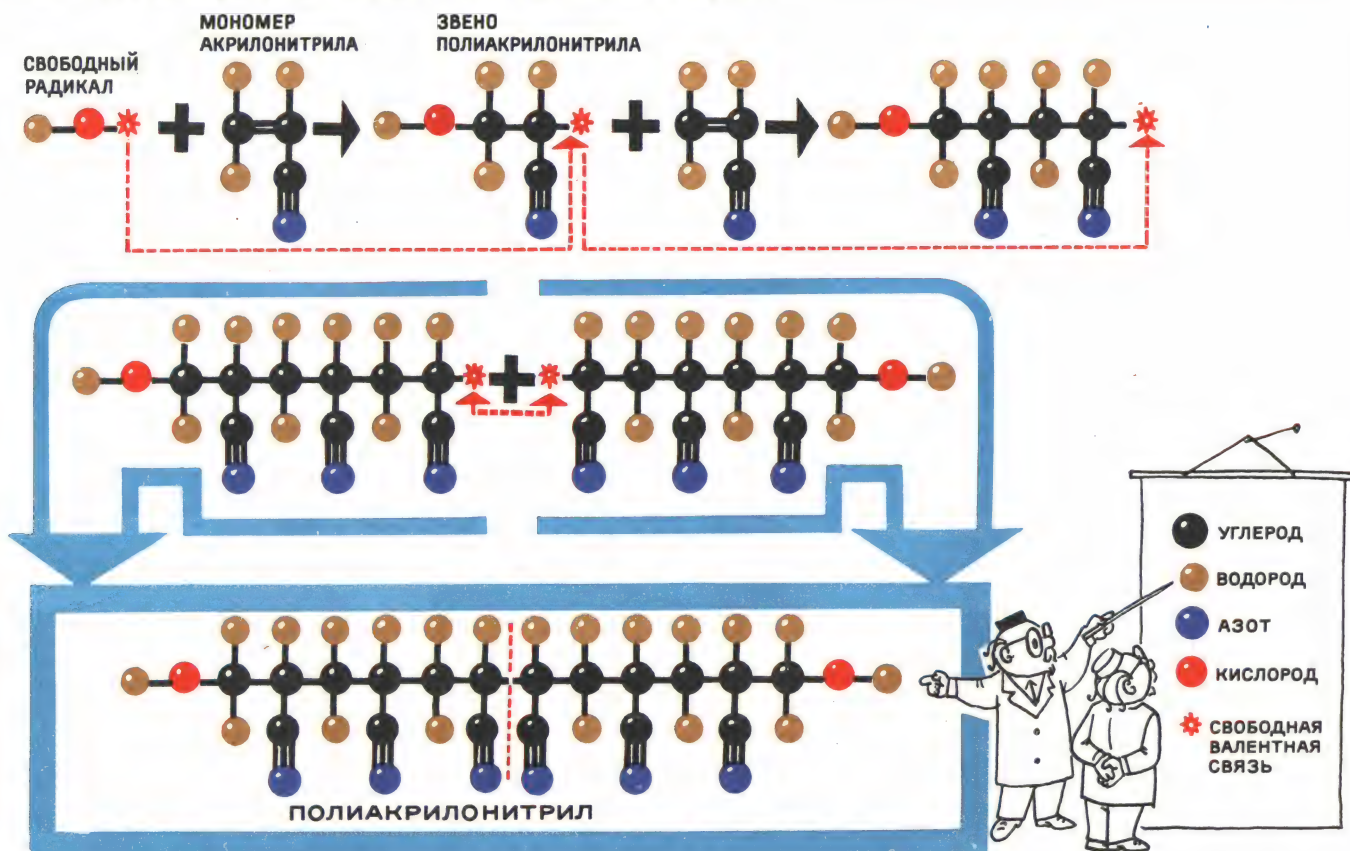 СВОБОДНЫЙ
РАДИКАЛ
МОНОМЕР
АКРИЛОНИТРИЛА
ЗВЕНО
ПОЛИАКРИЛОНИТРИЛА
УГЛЕРОД
ВОДОРОД
АЗОТ
КИСЛОРОД
СВОБОДНАЯ
ВАЛЕНТНАЯ
СВЯЗЬ
ПОЛИАКРИЛОНИТРИЛ